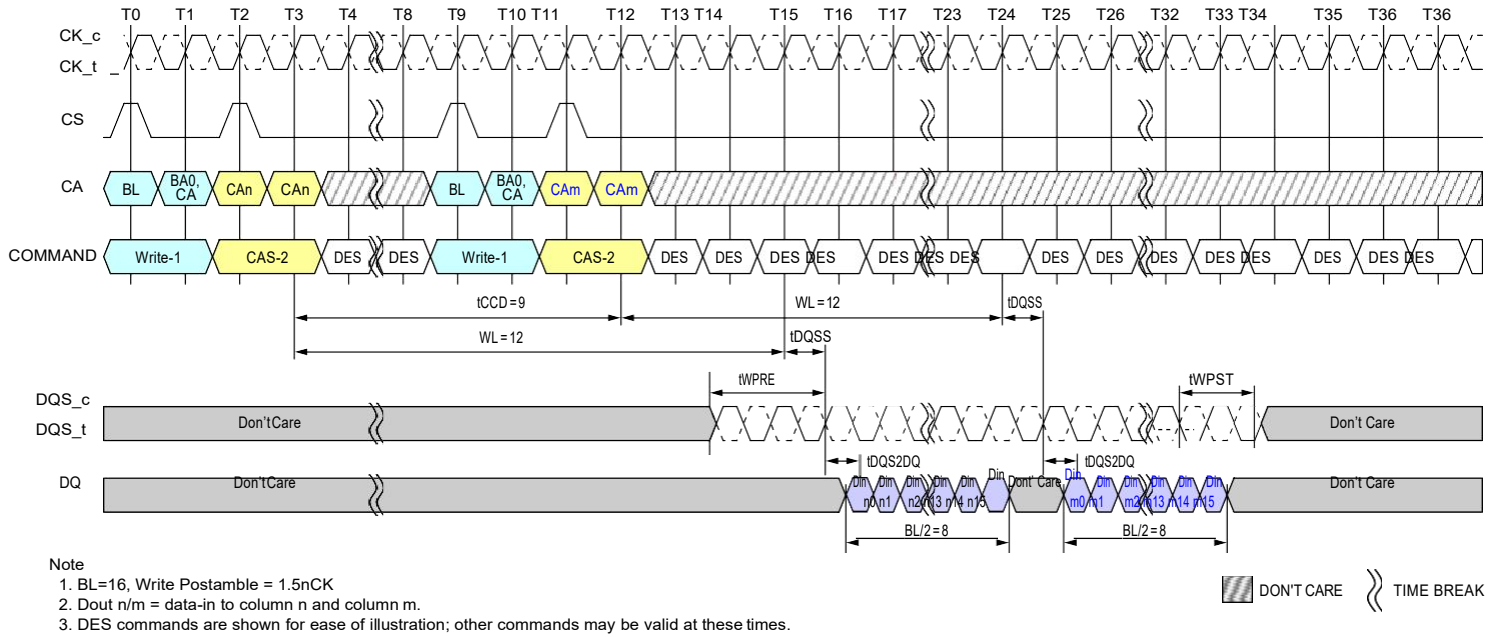 T0 T1 T2 T3 T4 T8 T9 T10 T11 T12 T13 T14 T15 T16 T17 T23 T24 T25 T26 T32 T33 T34 T35 T36 T36
CK_c
CK_t
CS
CA BL BA0, CA CAn CAn BL BA0, CA CAm CAm
COMMAND Write-1 CAS-2 DES DES Write-1 CAS-2 DES DES DES DES DES DES DES DES DES DES DES DES DES DES DES
tCCD = 9 WL = 12 tDQSS
WL = 12 tDQSS
tWPRE tWPST
DQS_c
DQS_t Don't Care Don't Care
tDQS2DQ tDQS2DQ
DQ Don't Care Din n0 Din n1 Din n2 Din n13 Din n14 Din n15 Dont' Care Din m0 Din m1 Din m2 Din m13 Din m14 Din m15 Don't Care
BL/2 = 8 BL/2 = 8
Note
1. BL=16, Write Postamble = 1.5nCK
2. Dout n/m = data-in to column n and column m.
3. DES commands are shown for ease of illustration; other commands may be valid at these times.
DON'T CARE TIME BREAK